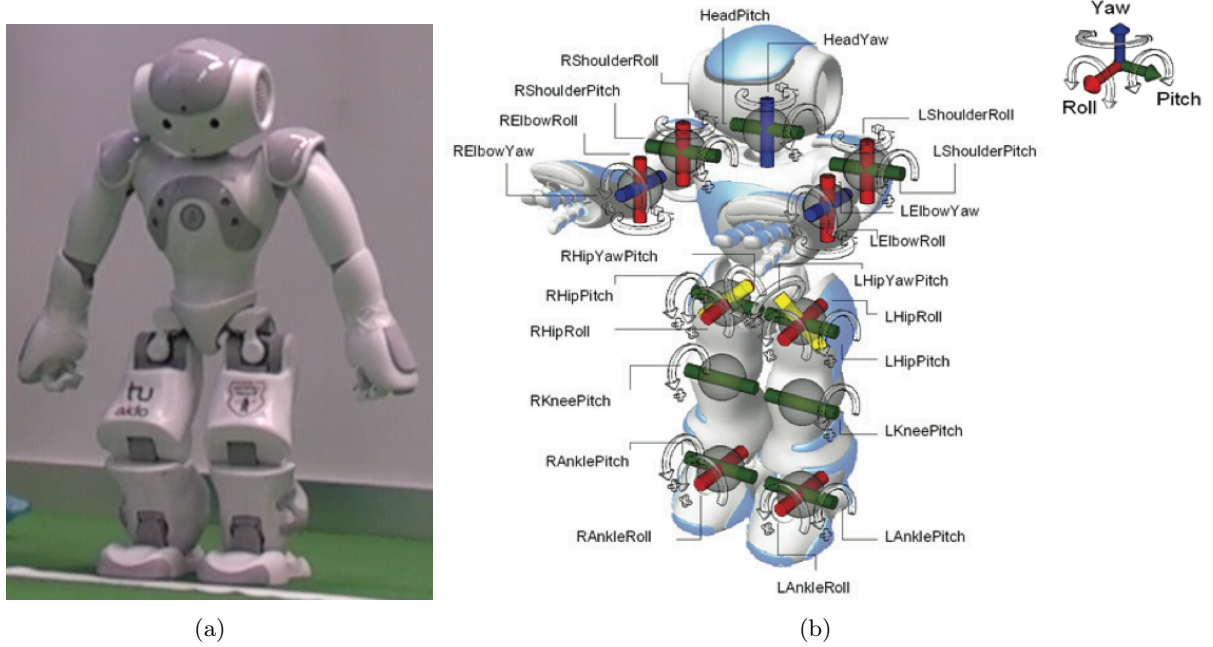 HeadPitch
HeadYaw
RShoulderRoll
RShoulderPitch
RElbowRoll
RElbowYaw
LShoulderRoll
LShoulderPitch
LElbowYaw
LElbowRoll
RHipYawPitch
LHipYawPitch
RHipPitch
LHipRoll
RHipRoll
LHipPitch
RKneePitch
LKneePitch
RAnklePitch
RAnkleRoll
LAnklePitch
LAnkleRoll
Yaw
Roll
Pitch
tu
(a)
(b)